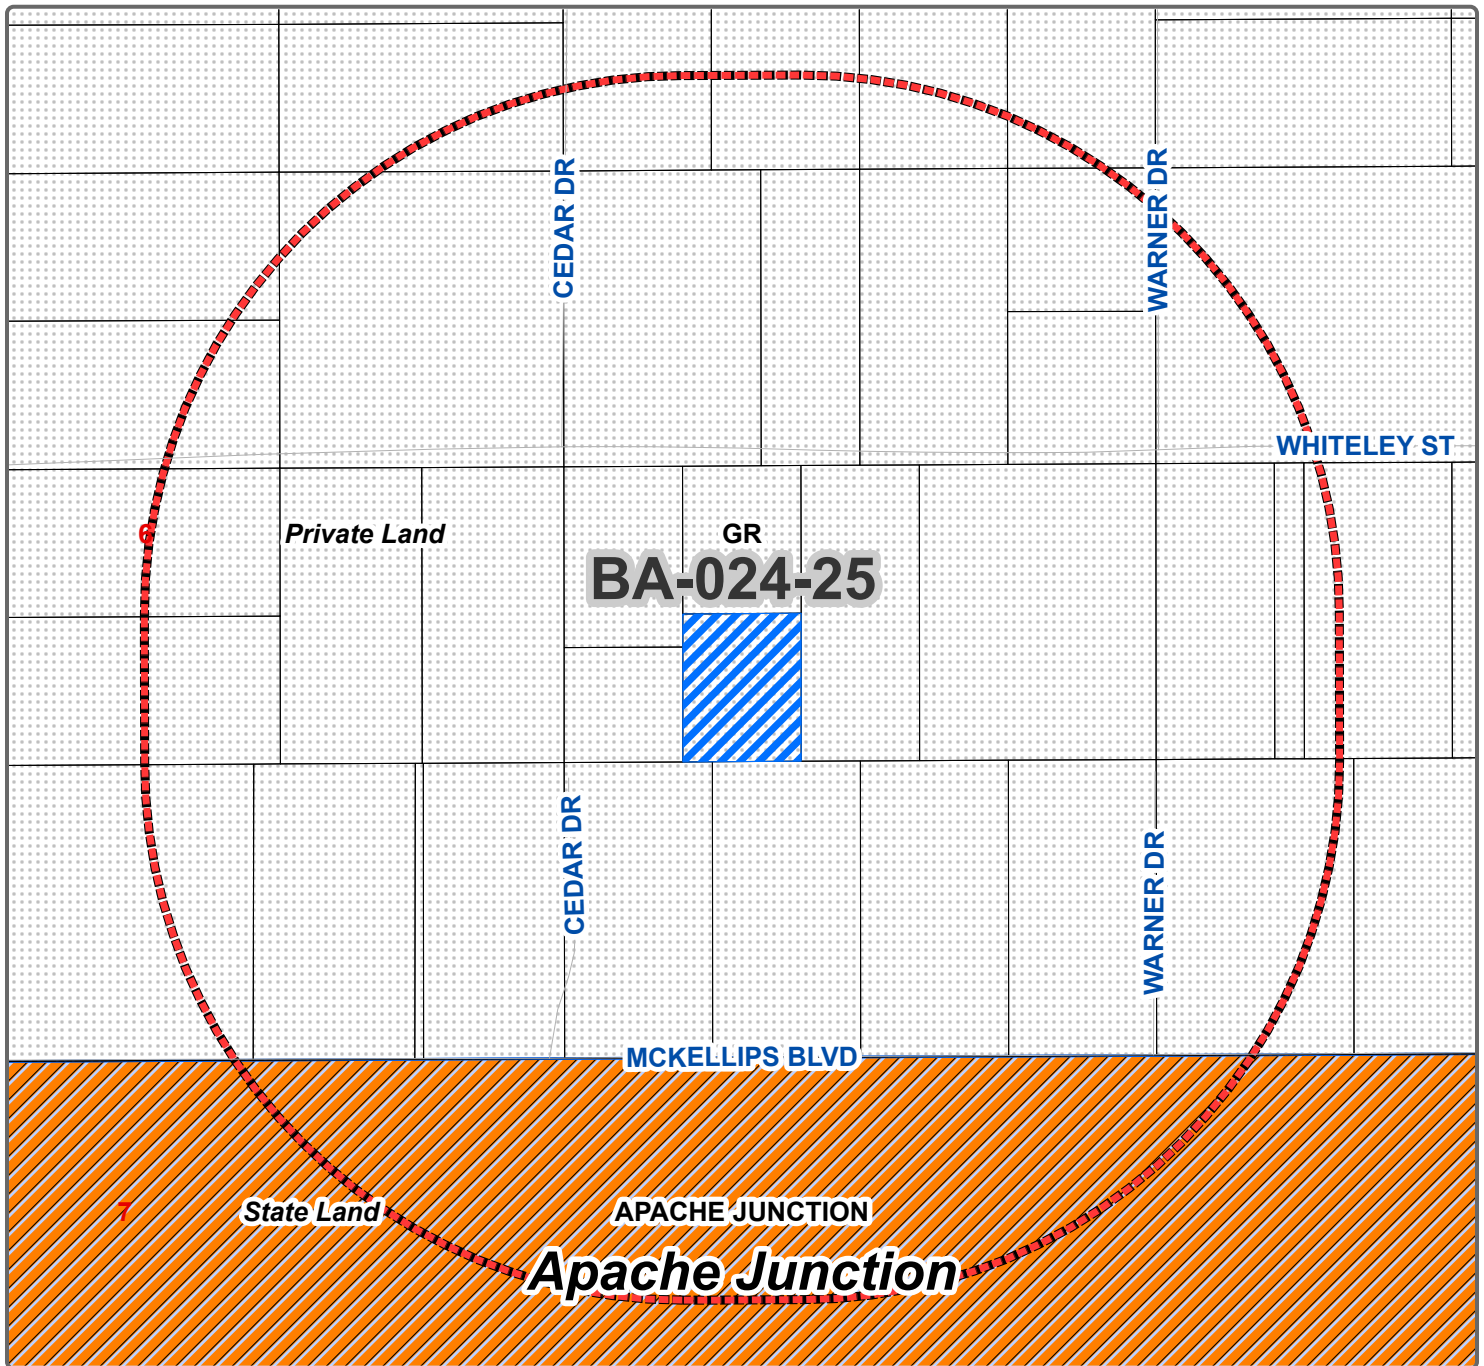 CEDAR DR
WARNER DR
WHITELEY ST
6
Private Land
GR
BA-024-25
CEDAR DR
WARNER DR
MCKELLIPS BLVD
7
State Land
APACHE JUNCTION
Apache Junction